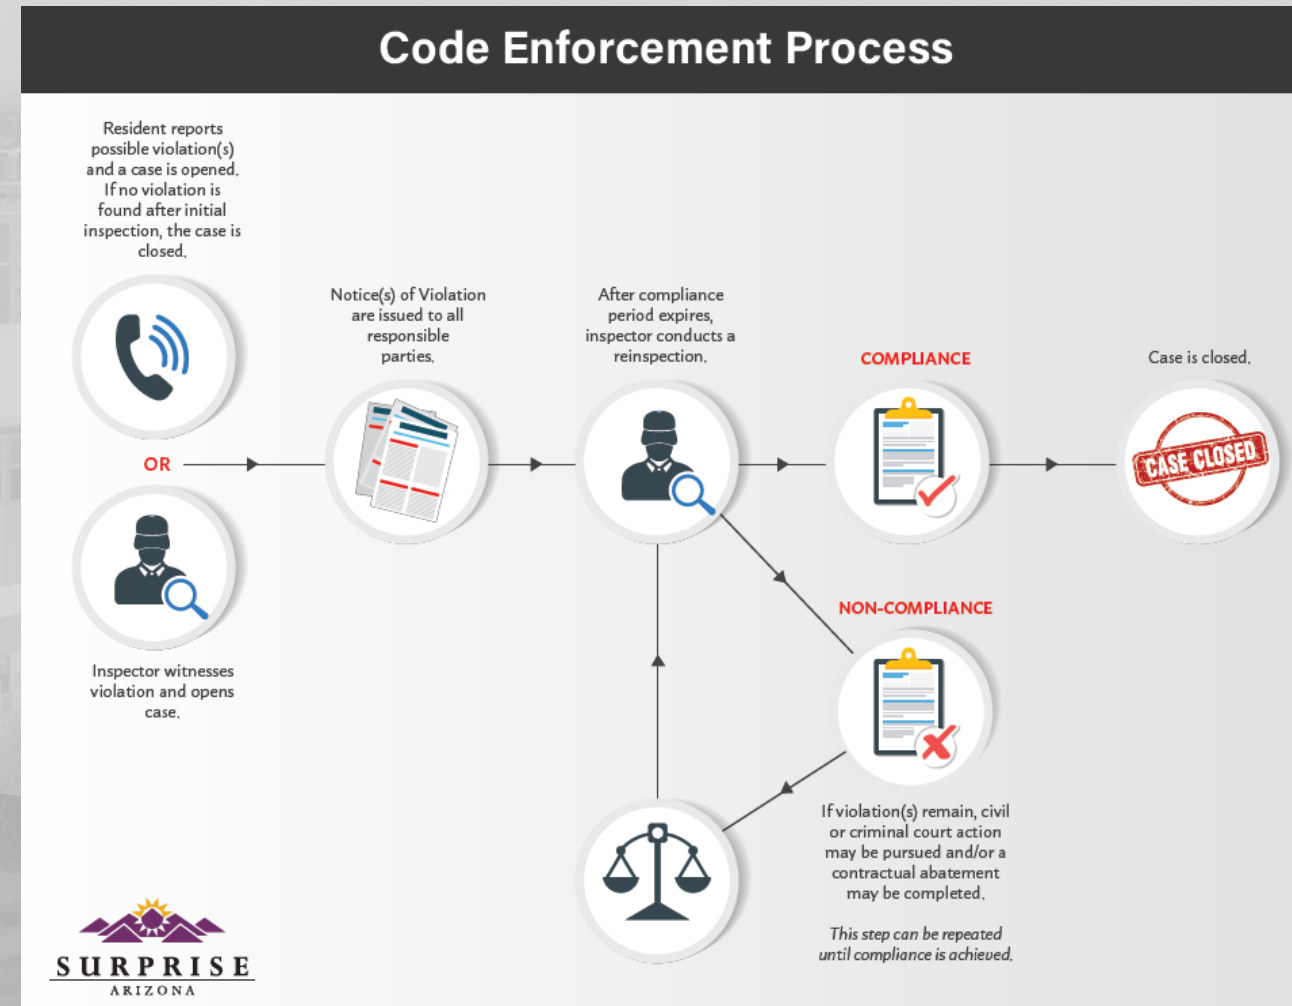 Code Enforcement Process
Resident reports
possible violation(s)
and a case is opened.
If no violation is
found after initial
inspection, the case is
closed.
OR
Inspector witnesses
violation and opens
case.
Notice(s) of Violation
are issued to all
responsible
parties.
After compliance
period expires,
inspector conducts a
reinspection.
COMPLIANCE
Case is closed.
CASE CLOSED
NON-COMPLIANCE
If violation(s) remain, civil
or criminal court action
may be pursued and/or a
contractual abatement
may be completed.
This step can be repeated
until compliance is achieved.
SURPRISE
ARIZONA